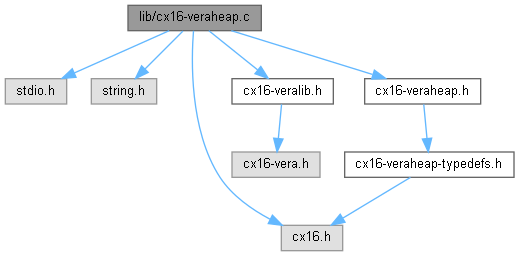 lib/cx16-veraheap.c
stdio.h
string.h
cx16-veralib.h
cx16-veraheap.h
cx16-vera.h
cx16-veraheap-typedefs.h
cx16.h